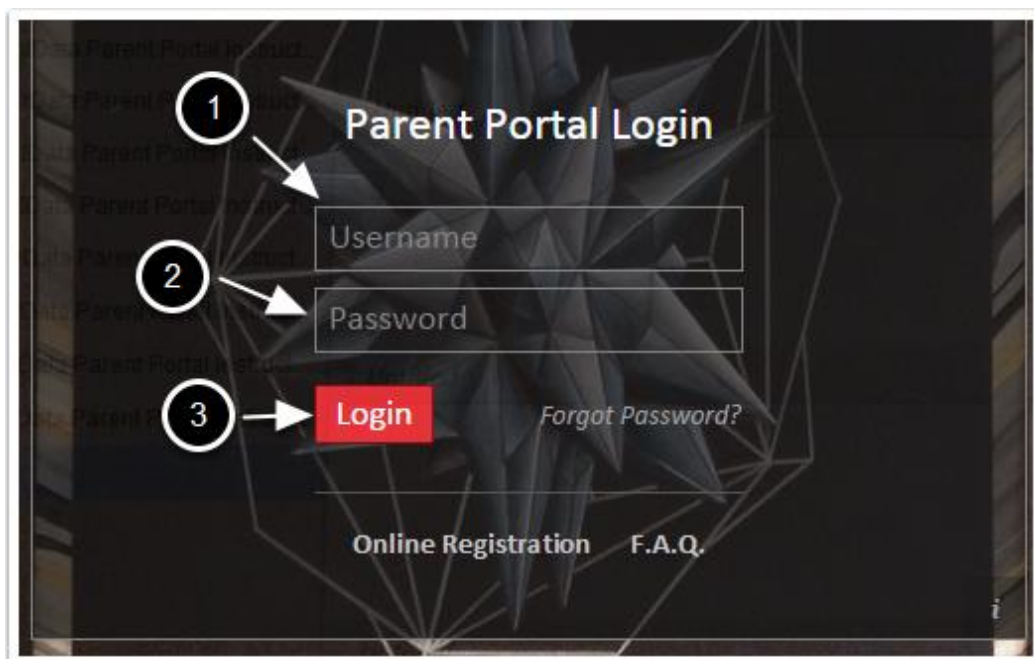 Parent Portal Login
1
Username
2
Password
3
Login Forgot Password?
Online Registration F.A.Q.
i